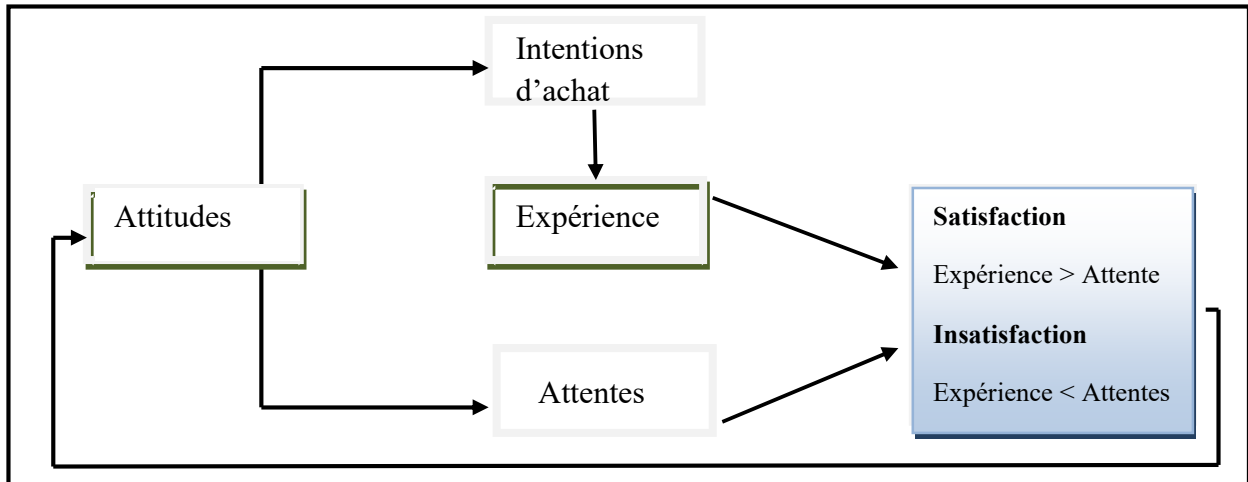 Intentions
d’achat
Attitudes
Expérience
Attentes
Satisfaction
Expérience > Attente
Insatisfaction
Expérience < Attentes